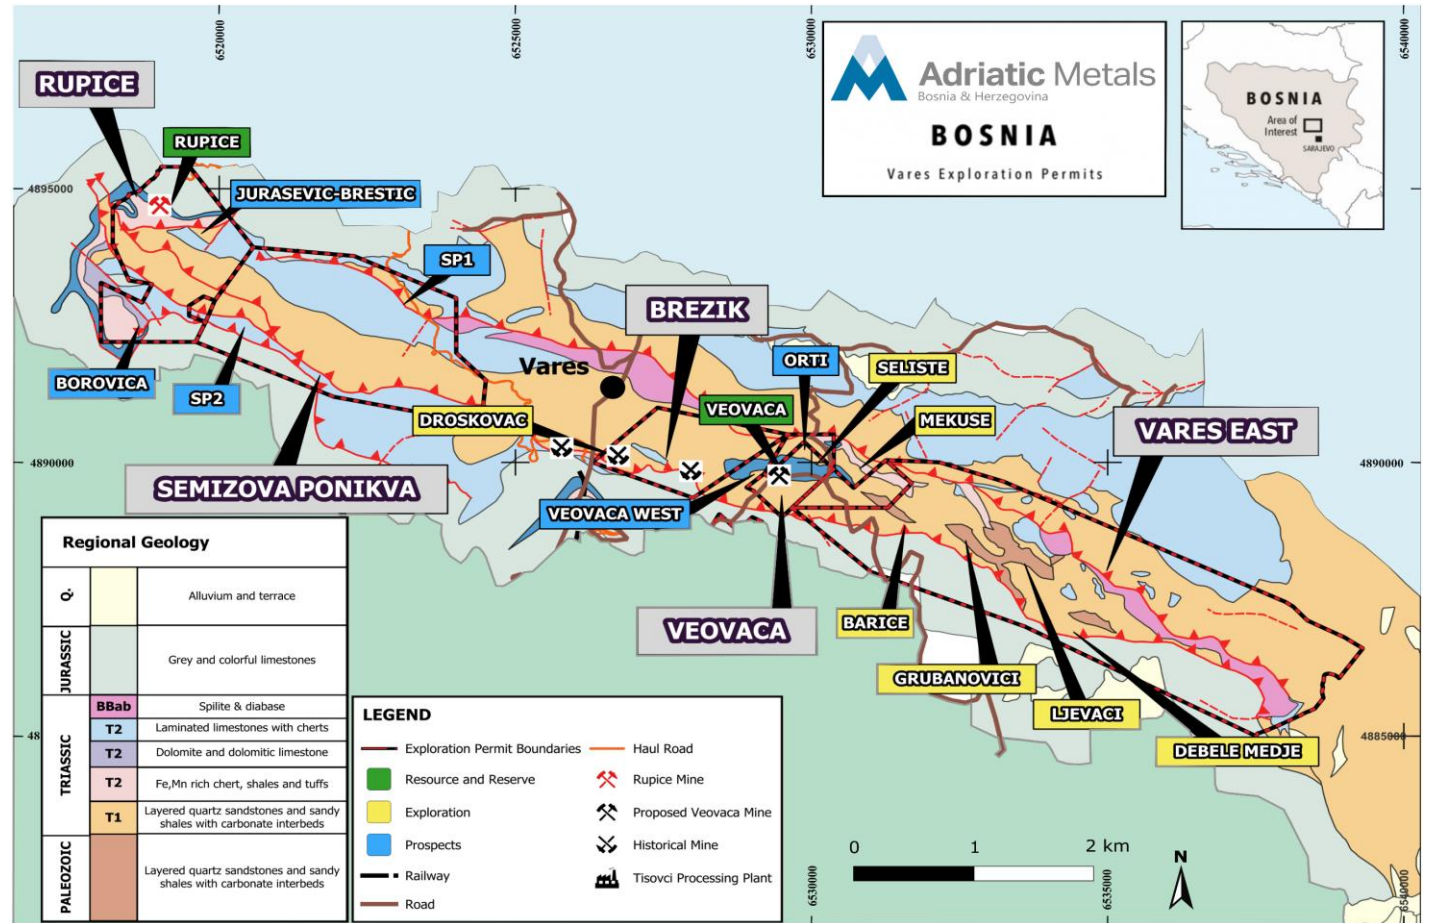 6520000
6525000
6530000
6540000
RUPICE
RUPICE
JURASEVIC-BRESTIC
4895000
SP1
BREZIK
ORTI
SELISTE
Vares
BOROVICA
SP2
DROSKOVAC
VEOVACA
MEKUSE
VARES EAST
4890000
4890000
SEMIZOVA PONIKVA
VEOVACA WEST
VEOVACA
BARICE
GRUBANOVICI
LJEVACI
DEBELE MEDJE
4885000
Adriatic Metals
Bosnia & Herzegovina
BOSNIA
Vares Exploration Permits
BOSNIA
Area of
Interest
SARAJEVO
Regional Geology
Q.
Alluvium and terrace
JURASSIC
Grey and colorful limestones
TRIASSIC
BBab
Spilite & diabase
T2
Laminated limestones with cherts
T2
Dolomite and dolomitic limestone
T2
Fe,Mn rich chert, shales and tuffs
T1
Layered quartz sandstones and sandy
shales with carbonate interbeds
PALEOZOIC
Layered quartz sandstones and sandy
shales with carbonate interbeds
LEGEND
Exploration Permit Boundaries
Resource and Reserve
Exploration
Prospects
Railway
Road
Haul Road
Rupice Mine
Proposed Veovaca Mine
Historical Mine
Tisovci Processing Plant
0 1 2 km
N
6530000
6535000
6540000